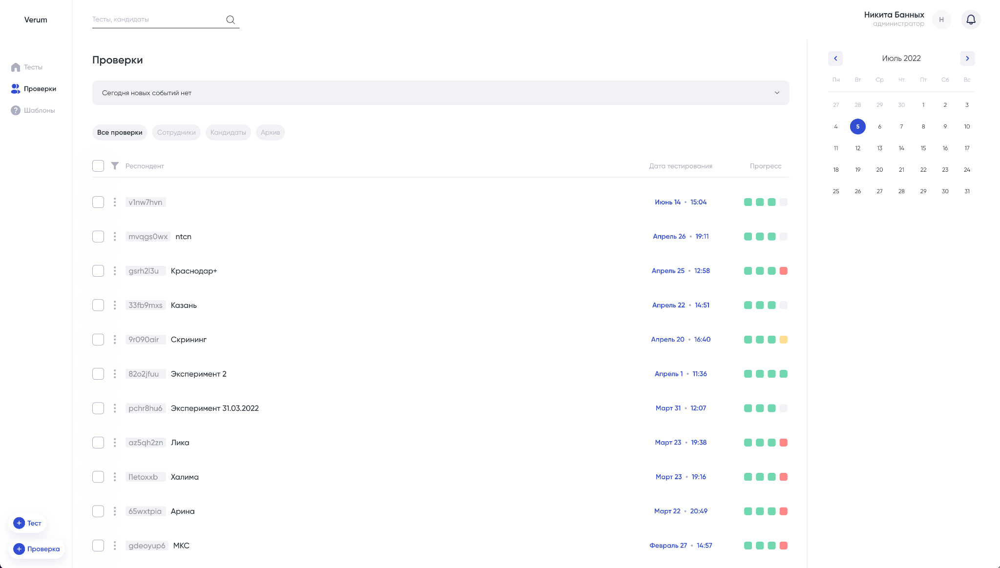 Verum
Тесты, кандидаты
Никита Банных
администратор
Н
Тесты
Проверки
Шаблоны
Проверки
Сегодня новых событий нет
Все проверки Сотрудники Кандидаты Архив
Респондент Дата тестирования Прогресс
v1nw7hvn Июнь 14 • 15:04
mvqgs0wx ntcn Апрель 26 • 19:11
gsrh2l3u Краснодар+ Апрель 25 • 12:58
33fb9mxs Казань Апрель 22 • 14:51
9r090air Скрининг Апрель 20 • 16:40
82o2jfuu Эксперимент 2 Апрель 1 • 11:36
pchr8hu6 Эксперимент 31.03.2022 Март 31 • 12:07
az5qh2zn Лика Март 23 • 19:38
l1etoxxb Халима Март 23 • 19:16
65wxtpia Арина Март 22 • 20:49
gdeoyup6 МКС Февраль 27 • 14:57
Июль 2022
Пн Вт Ср Чт Пт Сб Вс
27 28 29 30 1 2 3
4 5 6 7 8 9 10
11 12 13 14 15 16 17
18 19 20 21 22 23 24
25 26 27 28 29 30 31
+ Тест
+ Проверка